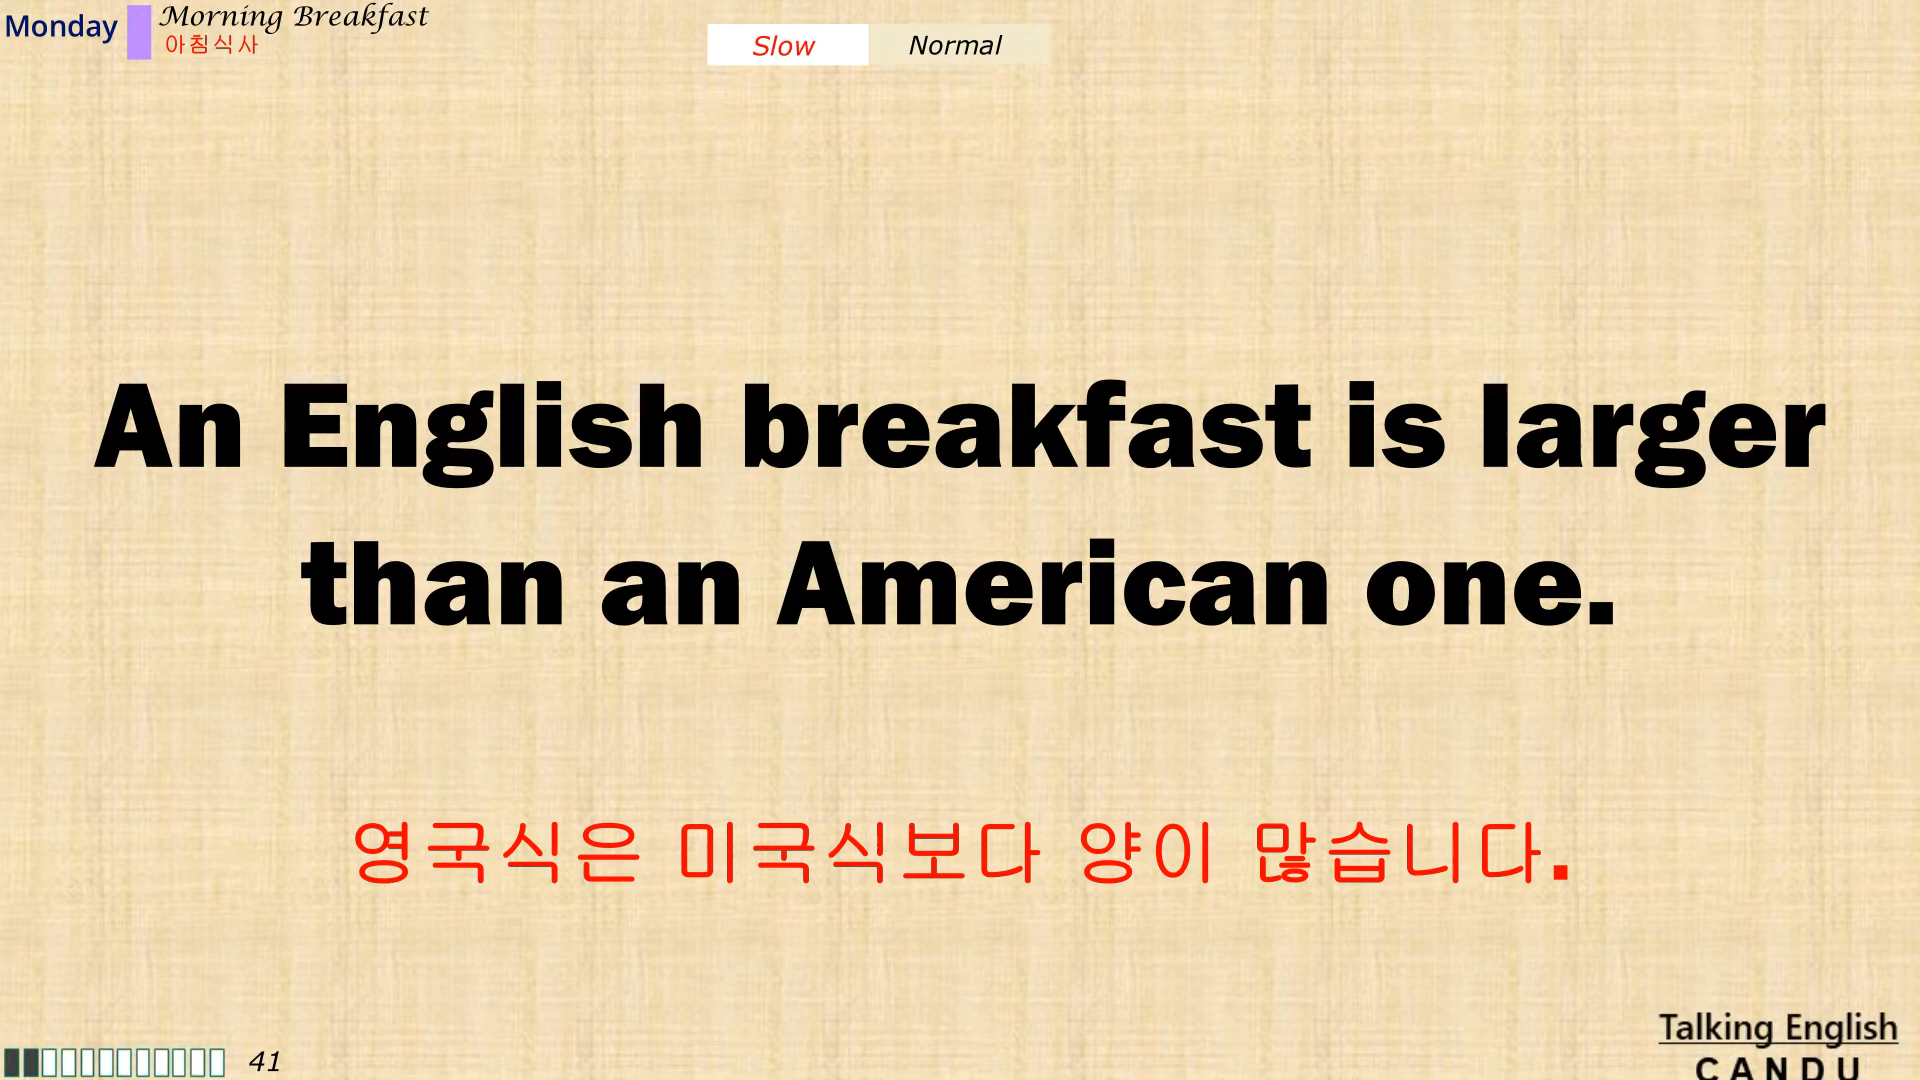 Monday
Morning Breakfast
아침식사
Slow Normal
An English breakfast is larger
than an American one.
영국식은 미국식보다 양이 많습니다.
41
Talking English
CANDU